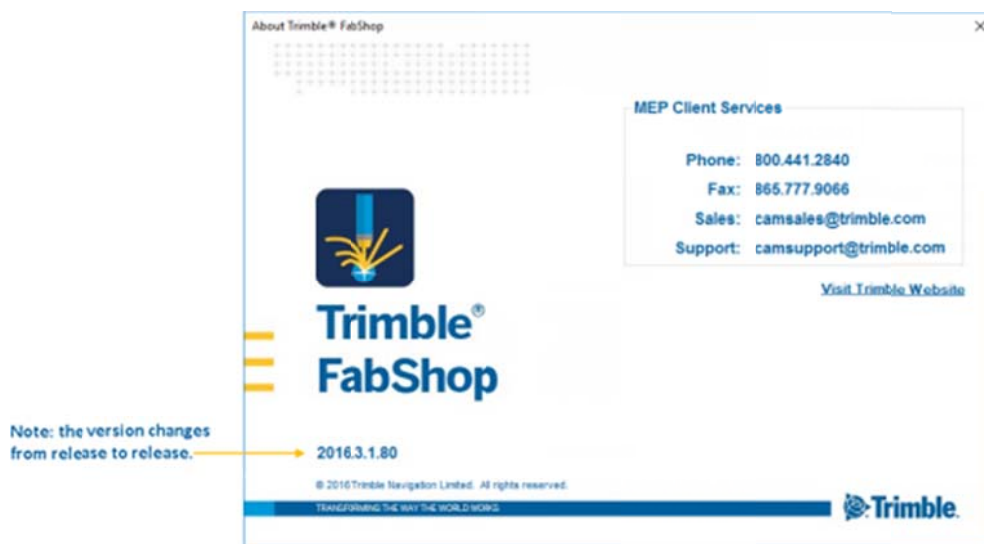 About Trimble® FabShop
MEP Client Services
Phone: 800.441.2840
Fax: 865.777.9066
Sales: camsales@trimble.com
Support: camsupport@trimble.com
Visit Trimble Website
Trimble®
FabShop
Note: the version changes
from release to release.
2016.3.1.80
© 2016 Trimble Navigation Limited. All rights reserved.
TRANSFORMING THE WAY THE WORLD WORKS
Trimble.